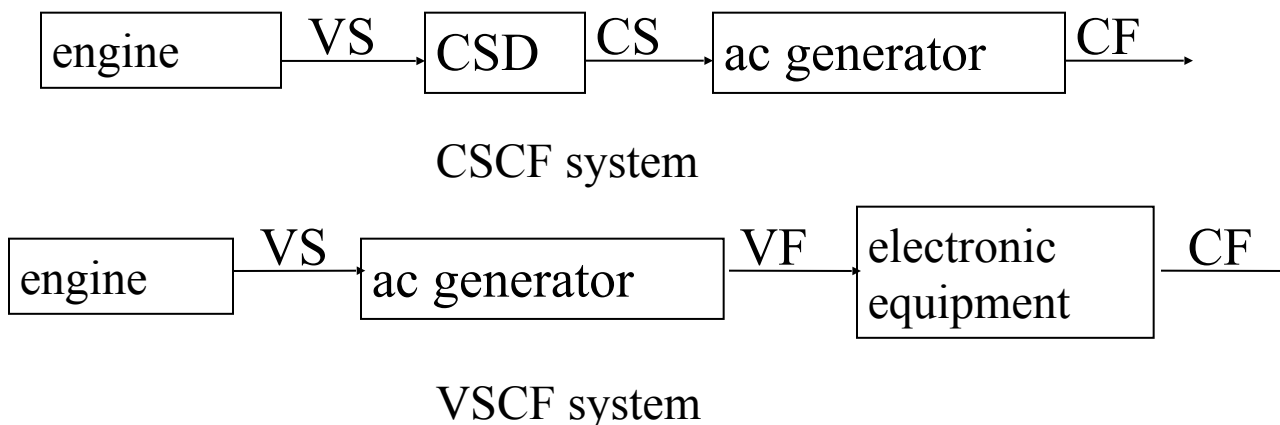 engine VS CSD CS ac generator CF
CSCF system
engine VS ac generator VF electronic equipment CF
VSCF system